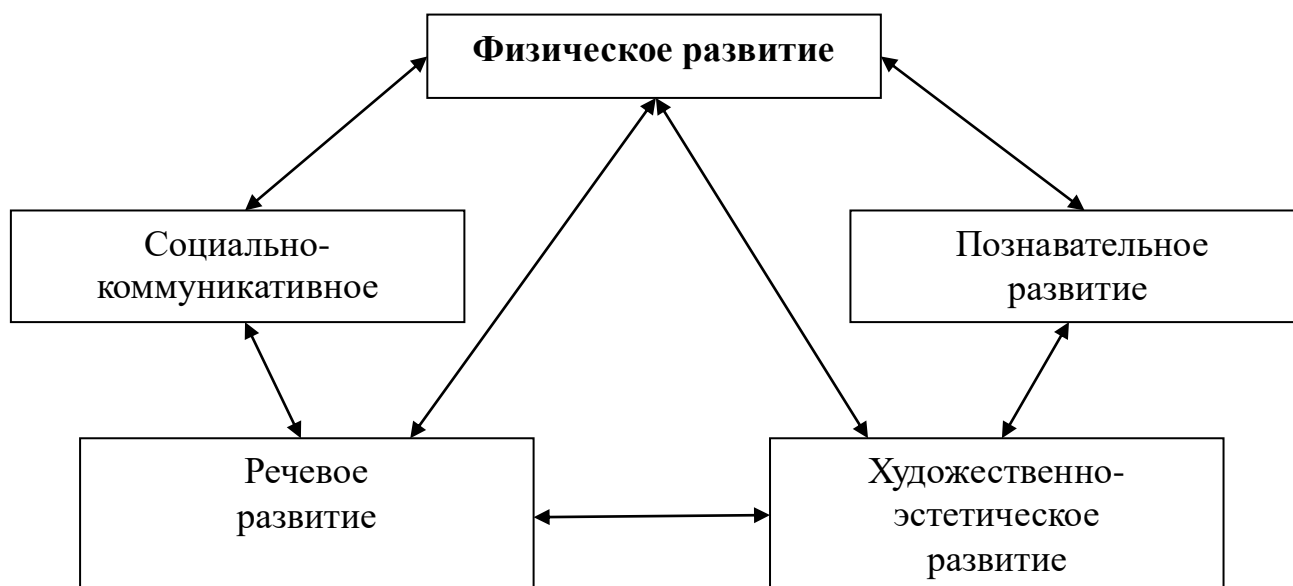 Физическое развитие
Социально-
коммуникативное
Познавательное
развитие
Речевое
развитие
Художественно-
эстетическое
развитие